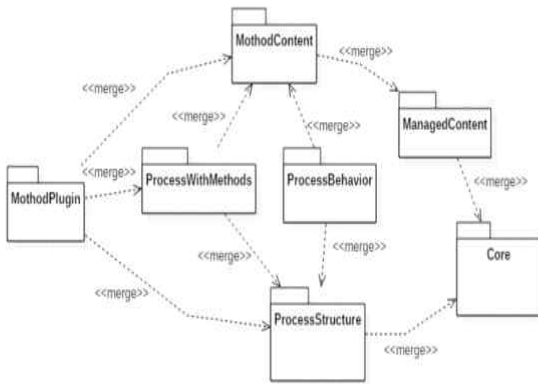 MothodContent
<<merge>>
<<merge>>
<<merge>>
<<merge>>
ManagedContent
<<merge>>
ProcessWithMethods
ProcessBehavior
<<merge>>
MothodPlugin
<<merge>>
<<merge>>
Core
<<merge>>
ProcessStructure
<<merge>>